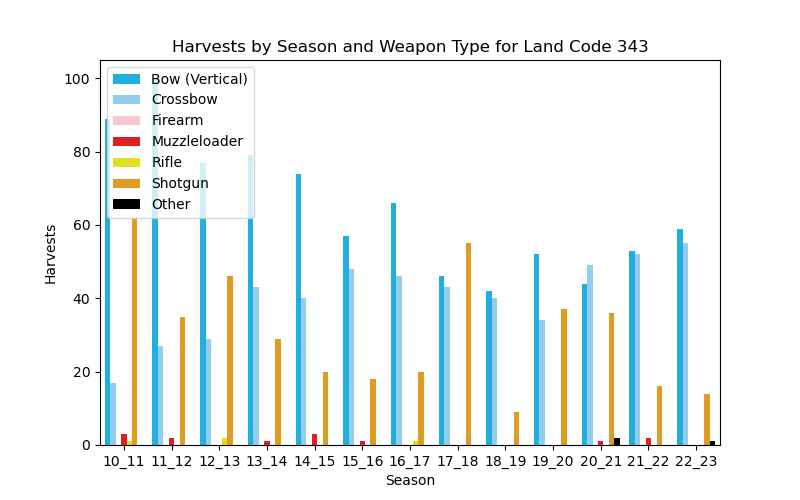 Harvests by Season and Weapon Type for Land Code 343
Harvests
100
80
60
40
20
0
Bow (Vertical)
Crossbow
Firearm
Muzzleloader
Rifle
Shotgun
Other
10_11 11_12 12_13 13_14 14_15 15_16 16_17 17_18 18_19 19_20 20_21 21_22 22_23
Season